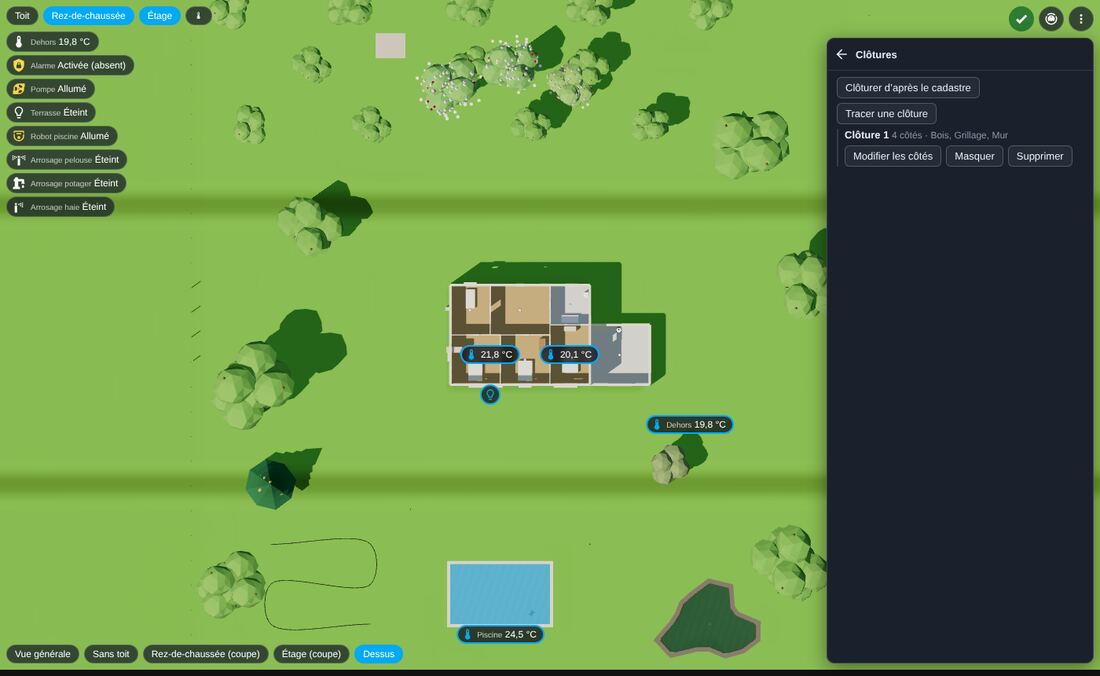 Toit
Rez-de-chaussée
Étage
Dehors 19,8 °C
Alarme Activée (absent)
Pompe Allumé
Terrasse Éteint
Robot piscine Allumé
Arrosage pelouse Éteint
Arrosage potager Éteint
Arrosage haie Éteint
Clôtures
Clôturer d'après le cadastre
Tracer une clôture
Clôture 1 4 côtés · Bois, Grillage, Mur
Modifier les côtés
Masquer
Supprimer
21,8 °C
20,1 °C
Dehors 19,8 °C
Piscine 24,5 °C
Vue générale
Sans toit
Rez-de-chaussée (coupe)
Étage (coupe)
Dessus